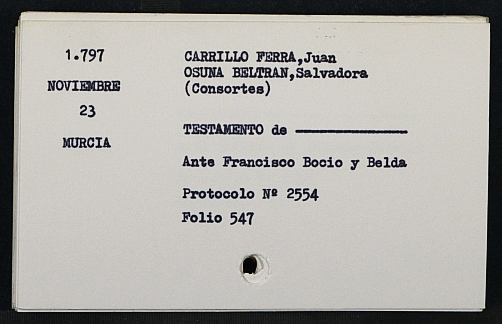 1.797
NOVIEMBRE
23
MURCIA
CARRILLO FERRA,Juan
OSUNA BELTRAN,Salvadora
(Consortes)
TESTAMENTO de ——————
Ante Francisco Bocio y Belda
Protocolo Nº 2554
Folio 547